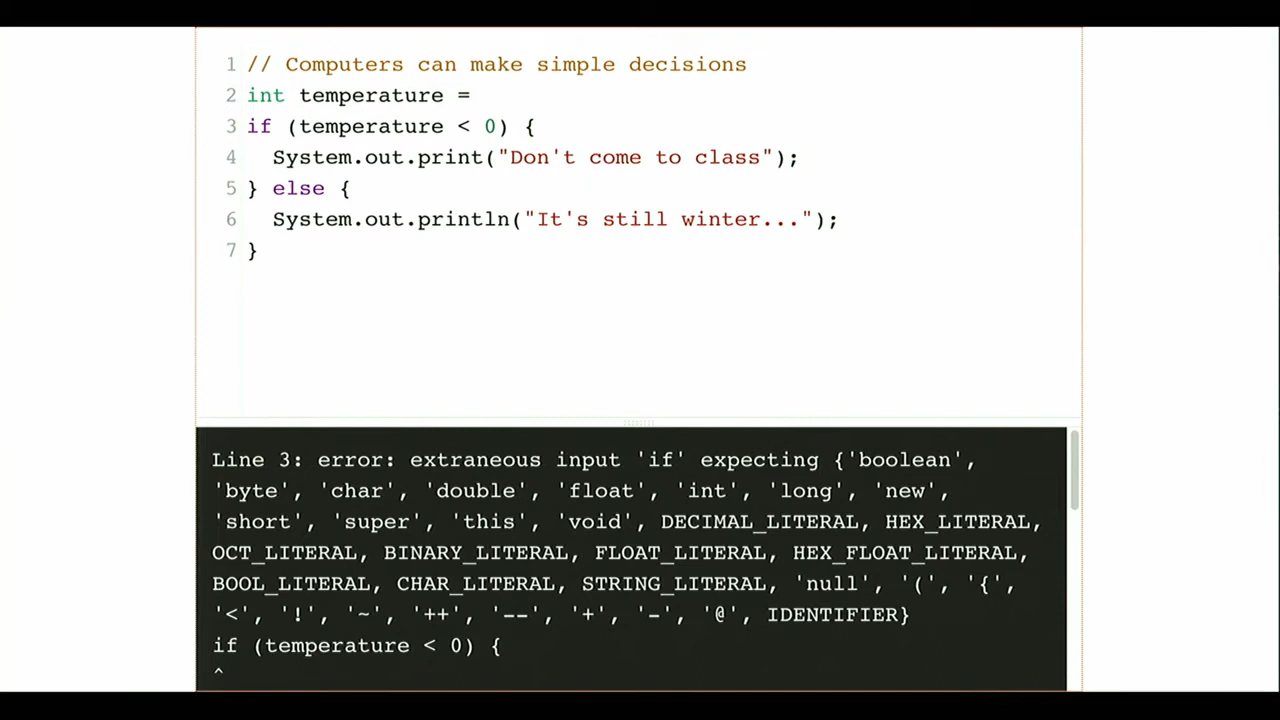 1 // Computers can make simple decisions
2 int temperature =
3 if (temperature < 0) {
4   System.out.print("Don't come to class");
5 } else {
6   System.out.println("It's still winter...");
7 }
Line 3: error: extraneous input 'if' expecting {'boolean',
'byte', 'char', 'double', 'float', 'int', 'long', 'new',
'short', 'super', 'this', 'void', DECIMAL_LITERAL, HEX_LITERAL,
OCT_LITERAL, BINARY_LITERAL, FLOAT_LITERAL, HEX_FLOAT_LITERAL,
BOOL_LITERAL, CHAR_LITERAL, STRING_LITERAL, 'null', '(', '{',
'<', '!', '~', '++', '--', '+', '-', '@', IDENTIFIER}
if (temperature < 0) {
^